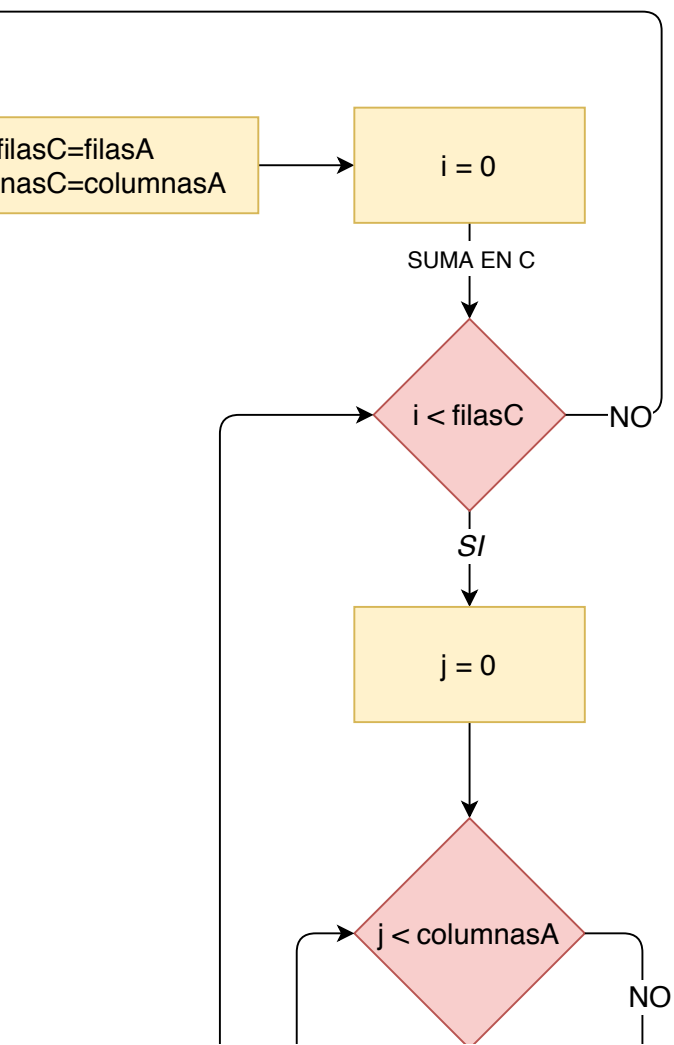 filasC=filasA
nasC=columnasA
i = 0
SUMA EN C
i < filasC
NO
SI
j = 0
j < columnasA
NO